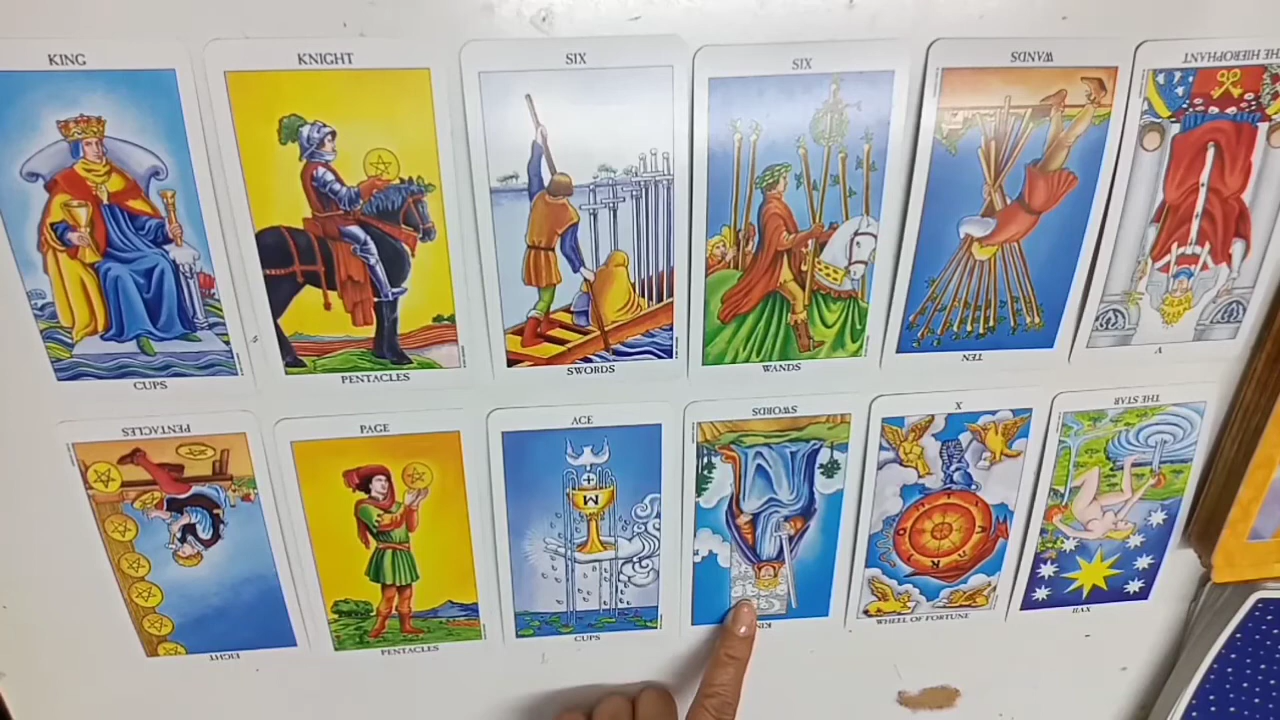 KING
KNIGHT
SIX
SIX
WANDS
THE HIEROPHANT
CUPS
PENTACLES
SWORDS
WANDS
TEN
V
PENTACLES
PAGE
ACE
SWORDS
X
THE STAR
EIGHT
PENTACLES
CUPS
KING
WHEEL OF FORTUNE
XVII